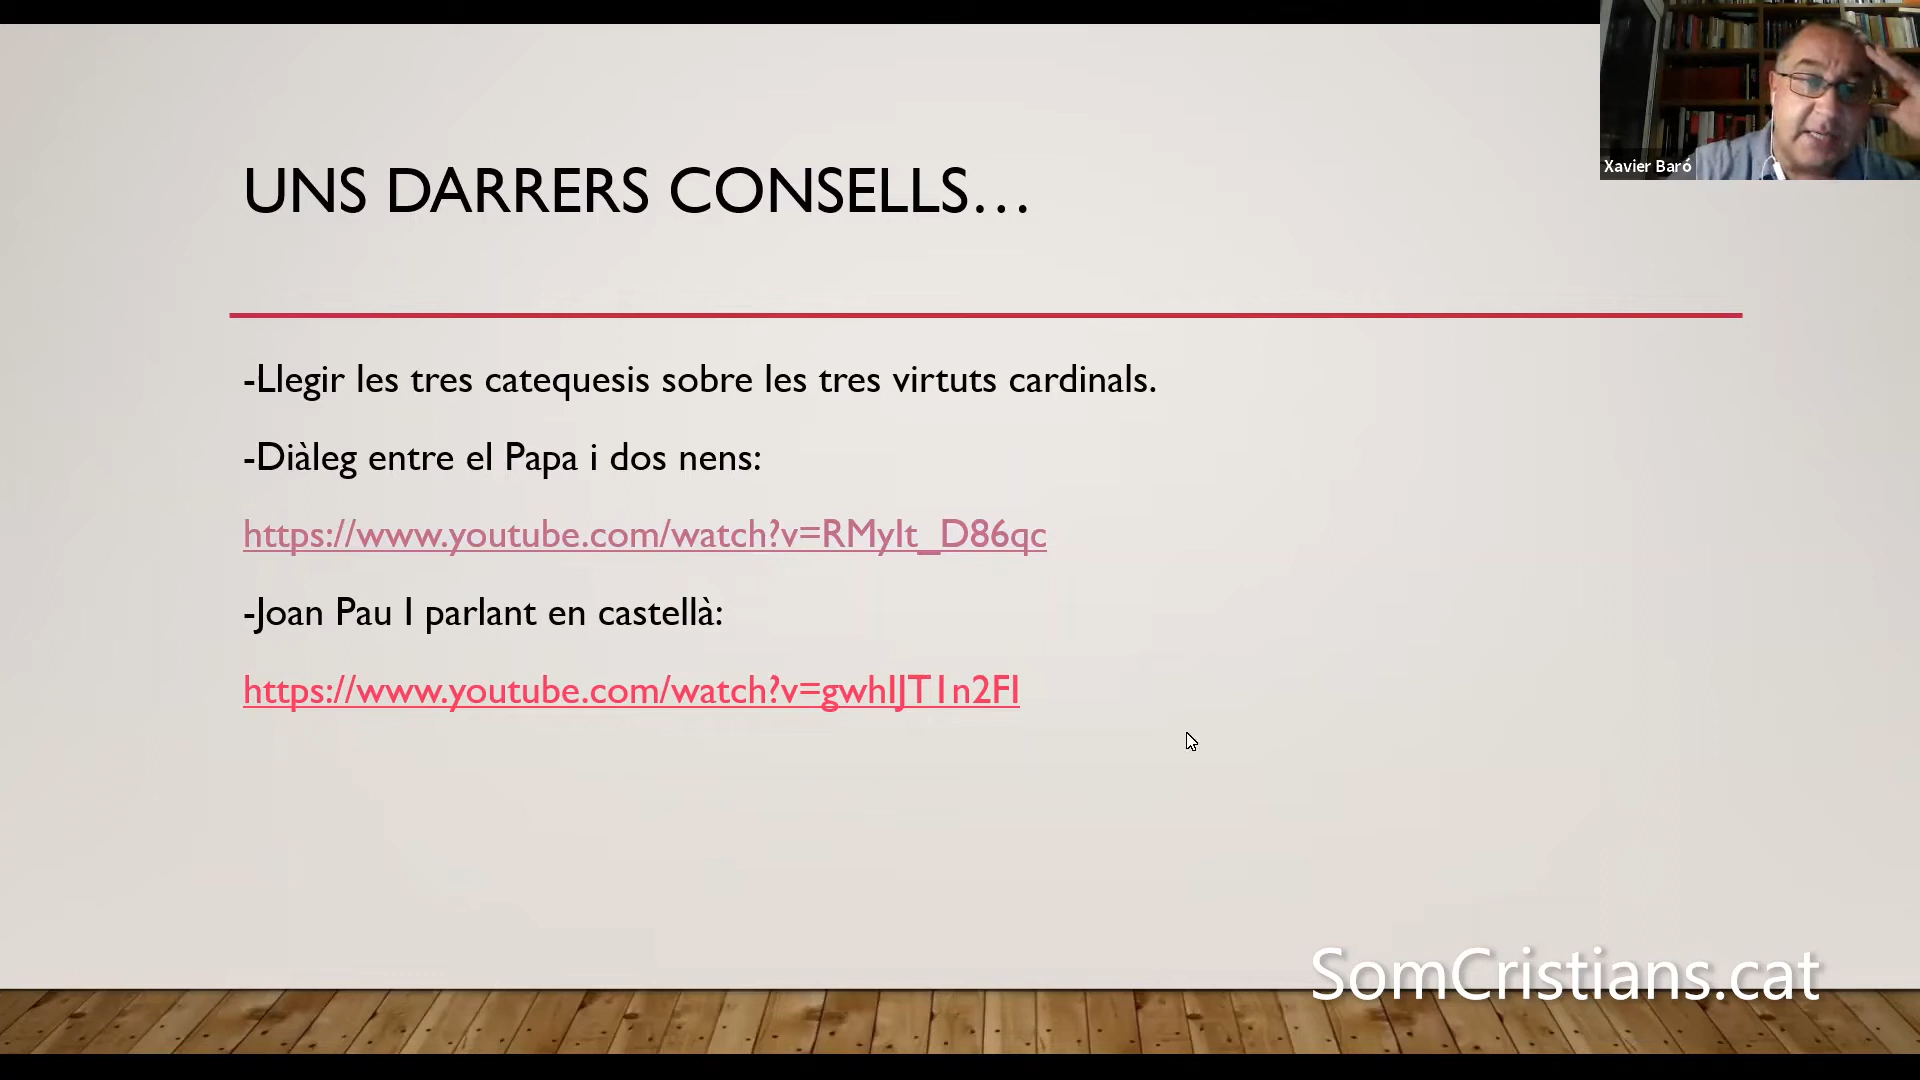 UNS DARRERS CONSELLS…
-Llegir les tres catequesis sobre les tres virtuts cardinals.
-Diàleg entre el Papa i dos nens:
https://www.youtube.com/watch?v=RMyIt_D86qc
-Joan Pau I parlant en castellà:
https://www.youtube.com/watch?v=gwhIJT1n2FI
Xavier Baró
SomCristians.cat